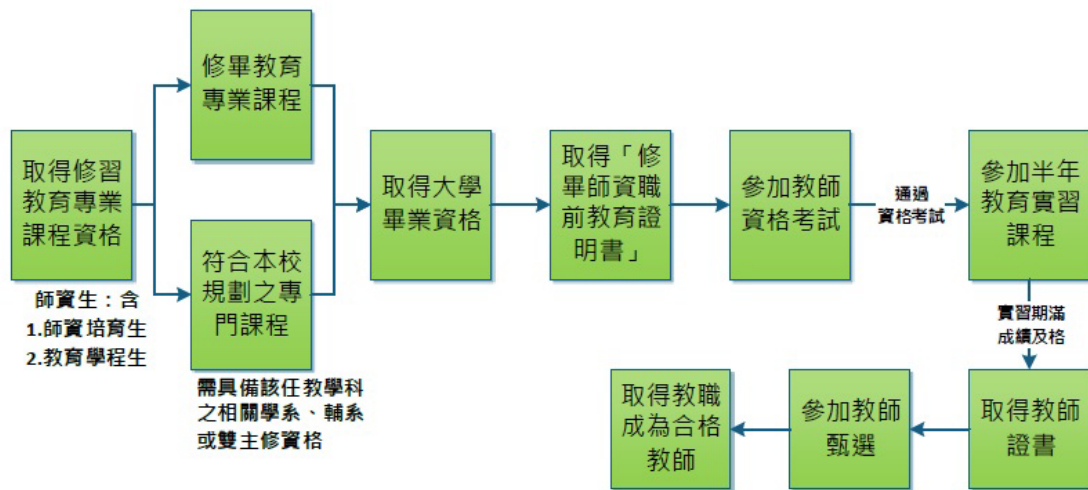 取得修習
教育專業
課程資格
師資生：含
1.師資培育生
2.教育學程生
修畢教育
專業課程
符合本校
規劃之專
門課程
需具備該任教學科
之相關學系、輔系
或雙主修資格
取得大學
畢業資格
取得「修
畢師資職
前教育證
明書」
參加教師
資格考試
通過
資格考試
參加半年
教育實習
課程
實習期滿
成績及格
取得教師
證書
參加教師
甄選
取得教職
成為合格
教師